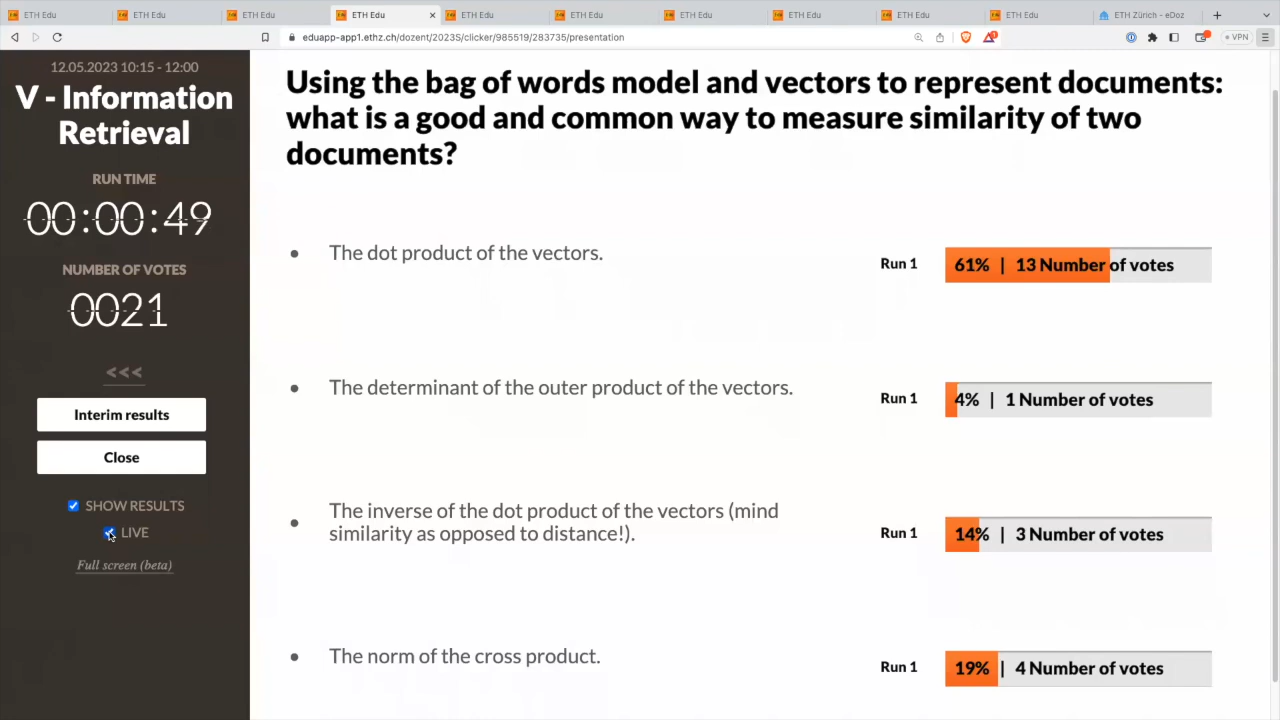 ETH Edu
ETH Edu
ETH Edu
ETH Edu
ETH Edu
ETH Edu
ETH Edu
ETH Edu
ETH Edu
ETH Edu
ETH Zürich - eDoz
eduapp-app1.ethz.ch/dozent/2023S/clicker/985519/283735/presentation
VPN
12.05.2023 10:15 - 12:00
V - Information
Retrieval
RUN TIME
00:00:49
NUMBER OF VOTES
0021
<<<
Interim results
Close
SHOW RESULTS
LIVE
Full screen (beta)
Using the bag of words model and vectors to represent documents:
what is a good and common way to measure similarity of two
documents?
• The dot product of the vectors.
Run 1
61% | 13 Number of votes
• The determinant of the outer product of the vectors.
Run 1
4% | 1 Number of votes
• The inverse of the dot product of the vectors (mind
similarity as opposed to distance!).
Run 1
14% | 3 Number of votes
• The norm of the cross product.
Run 1
19% | 4 Number of votes